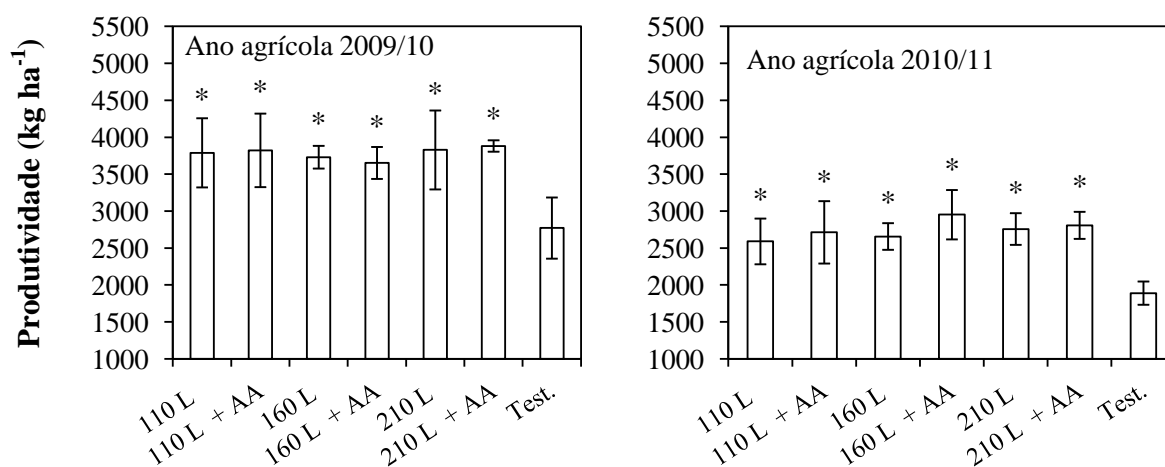 Produtividade (kg ha-1)
5500
5000
4500
4000
3500
3000
2500
2000
1500
1000
Ano agrícola 2009/10
* * * * * *
110 L
110 L + AA
160 L
160 L + AA
210 L
210 L + AA
Test.
5500
5000
4500
4000
3500
3000
2500
2000
1500
1000
Ano agrícola 2010/11
* * * * * *
110 L
110 L + AA
160 L
160 L + AA
210 L
210 L + AA
Test.